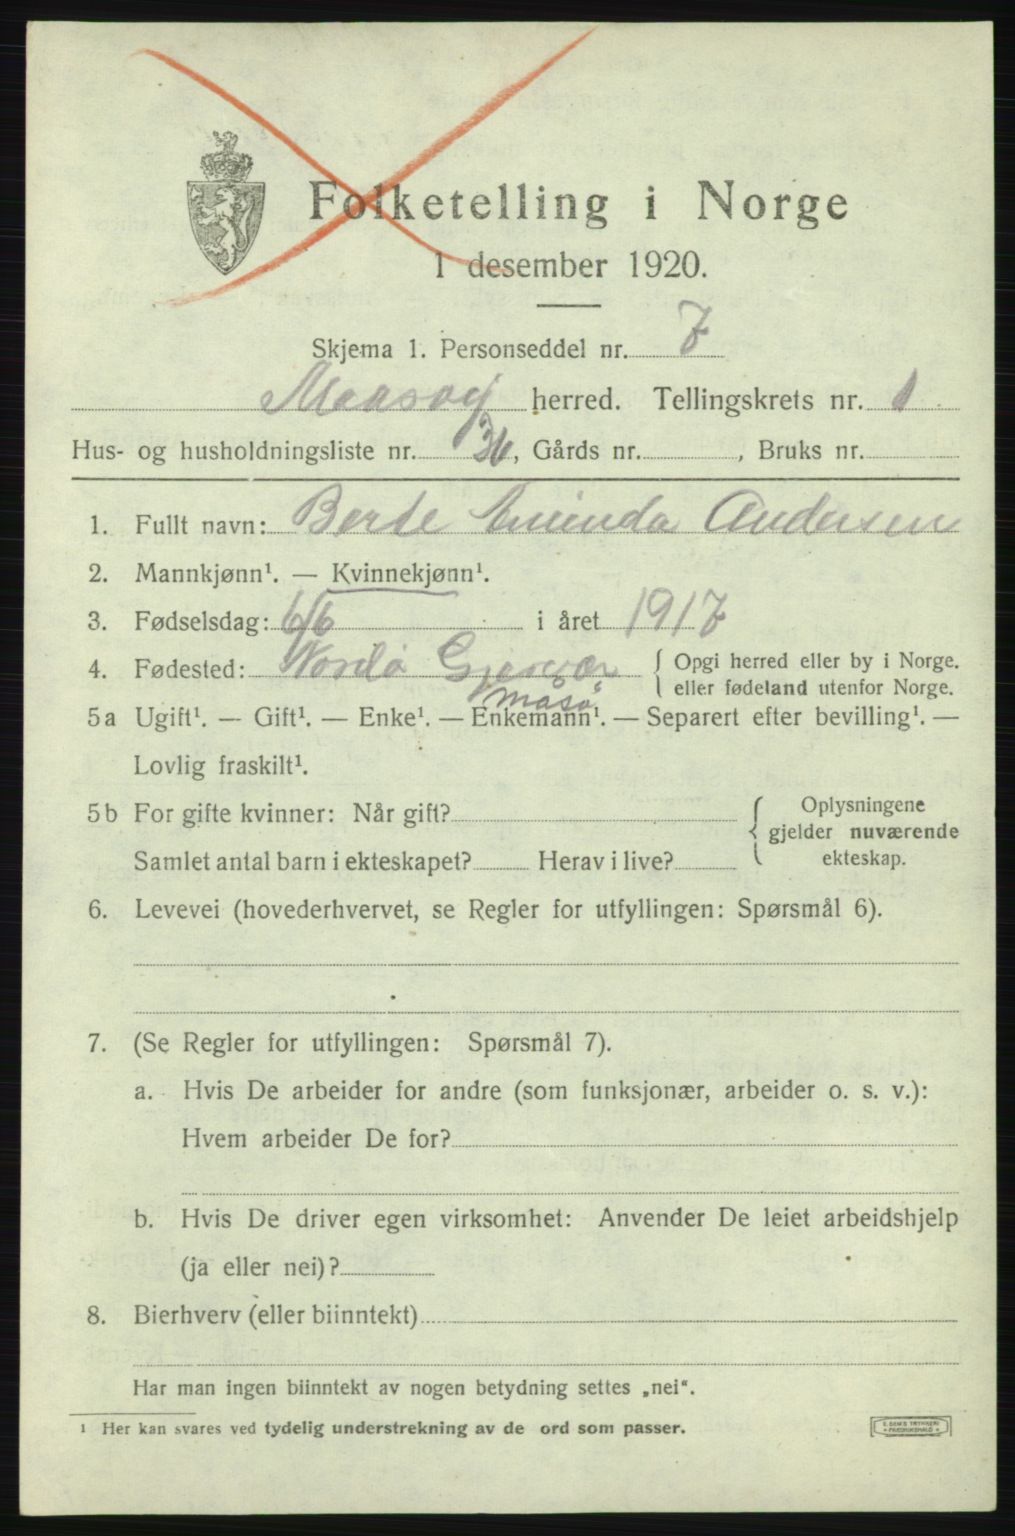 Folketelling i Norge
1 desember 1920.
Skjema 1. Personseddel nr. 7
Maasøy herred. Tellingskrets nr. 1
Hus- og husholdningsliste nr. 36, Gårds nr. , Bruks nr.
1. Fullt navn: Berte Aminda Andersen
2. Mannkjønn¹. — Kvinnekjønn¹.
3. Fødselsdag: 6/6 i året 1917
4. Fødested: Nordö Gjesvær { Opgi herred eller by i Norge.
eller fødeland utenfor Norge.
måsö
5a Ugift¹. — Gift¹. — Enke¹. — Enkemann¹. — Separert efter bevilling¹. —
Lovlig fraskilt¹.
5b For gifte kvinner: Når gift? { Oplysningene
gjelder nuværende
Samlet antal barn i ekteskapet? Herav i live? ekteskap.
6. Levevei (hovederhvervet, se Regler for utfyllingen: Spørsmål 6).
7. (Se Regler for utfyllingen: Spørsmål 7).
a. Hvis De arbeider for andre (som funksjonær, arbeider o. s. v.):
Hvem arbeider De for?
b. Hvis De driver egen virksomhet: Anvender De leiet arbeidshjelp
(ja eller nei)?
8. Bierhverv (eller biinntekt)
Har man ingen biinntekt av nogen betydning settes „nei“.
¹ Her kan svares ved tydelig understrekning av de ord som passer.